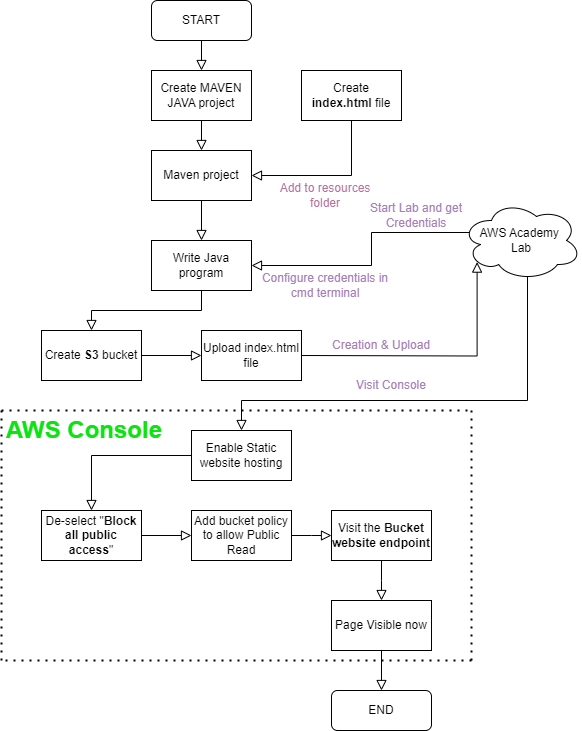 START
Create MAVEN
JAVA project
Create
index.html file
Maven project
Add to resources
folder
Start Lab and get
Credentials
AWS Academy
Lab
Write Java
program
Configure credentials in
cmd terminal
Create S3 bucket
Upload index.html
file
Creation & Upload
Visit Console
AWS Console
Enable Static
website hosting
De-select "Block
all public
access"
Add bucket policy
to allow Public
Read
Visit the Bucket
website endpoint
Page Visible now
END